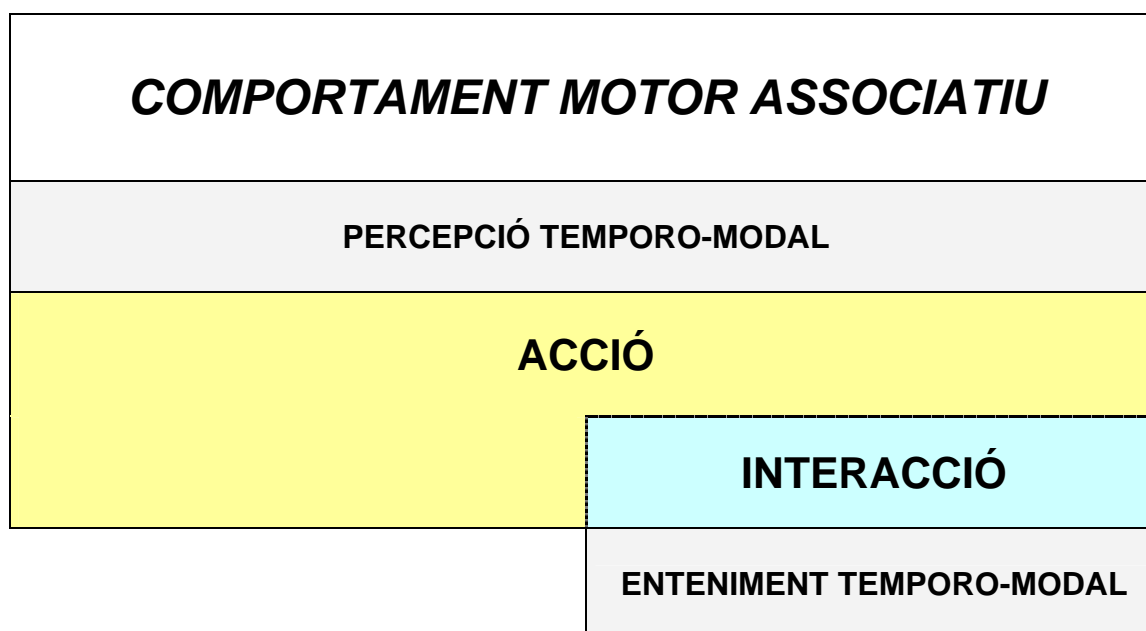 COMPORTAMENT MOTOR ASSOCIATIU
PERCEPCIÓ TEMPORO-MODAL
ACCIÓ
INTERACCIÓ
ENTENIMENT TEMPORO-MODAL